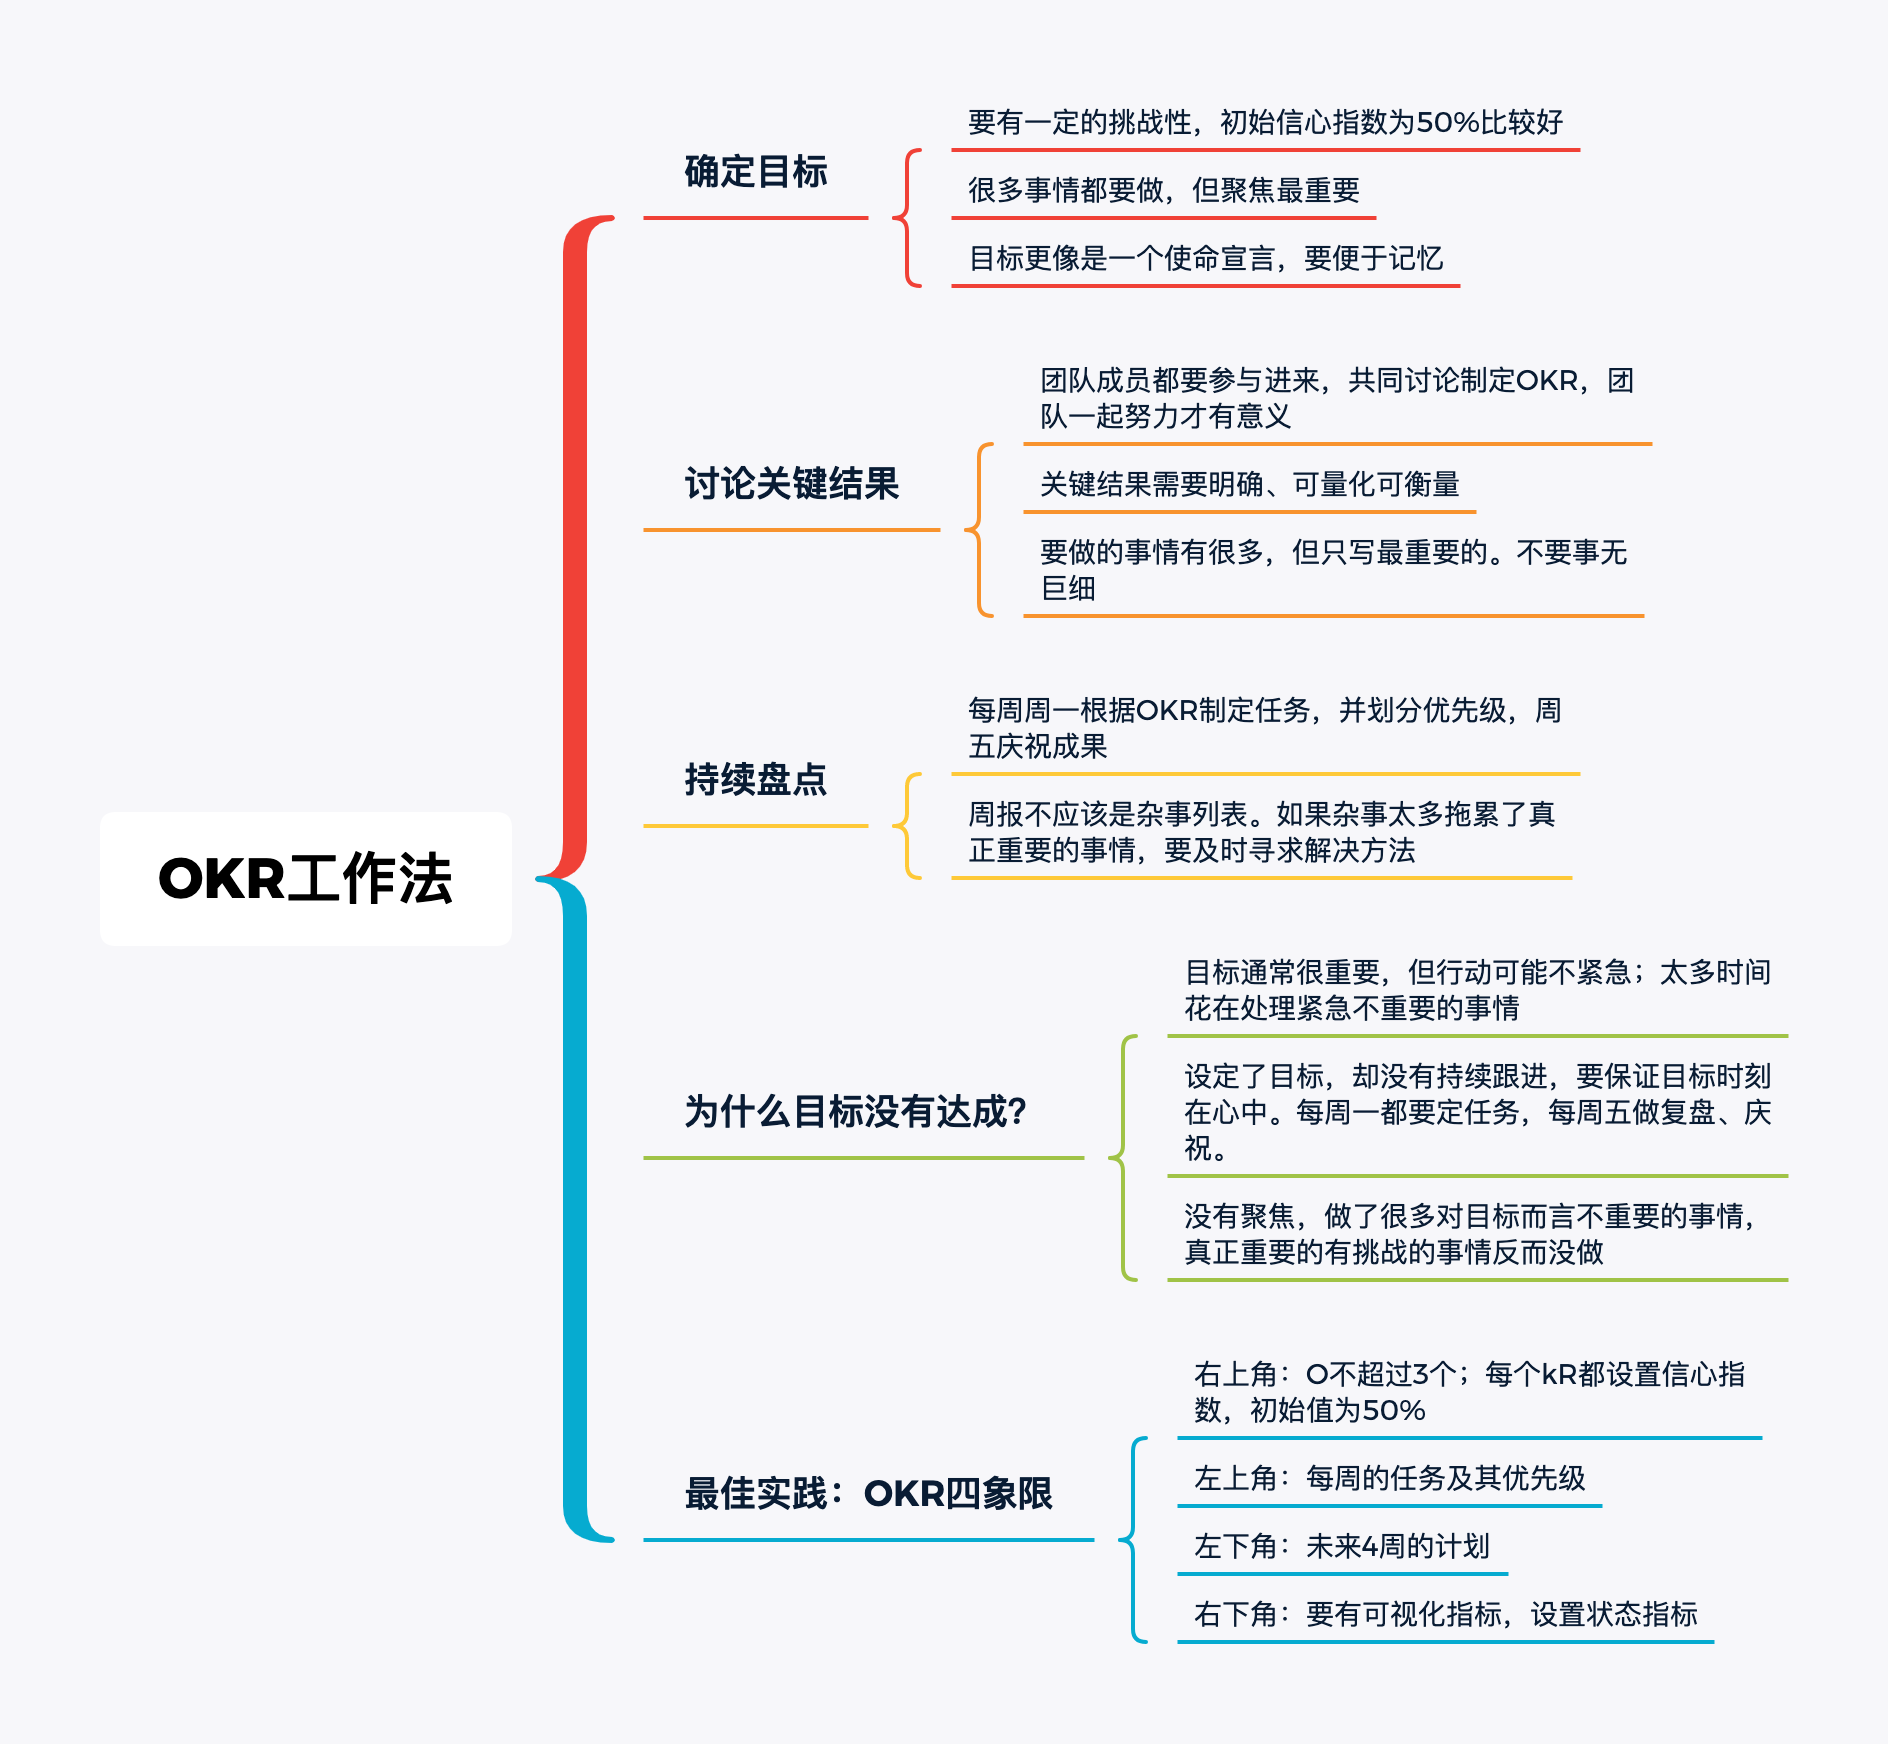 OKR工作法
确定目标
要有一定的挑战性，初始信心指数为50%比较好
很多事情都要做，但聚焦最重要
目标更像是一个使命宣言，要便于记忆
讨论关键结果
团队成员都要参与进来，共同讨论制定OKR，团
队一起努力才有意义
关键结果需要明确、可量化可衡量
要做的事情有很多，但只写最重要的。不要事无
巨细
持续盘点
每周周一根据OKR制定任务，并划分优先级，周
五庆祝成果
周报不应该是杂事列表。如果杂事太多拖累了真
正重要的事情，要及时寻求解决方法
为什么目标没有达成？
目标通常很重要，但行动可能不紧急；太多时间
花在处理紧急不重要的事情
设定了目标，却没有持续跟进，要保证目标时刻
在心中。每周一都要定任务，每周五做复盘、庆
祝。
没有聚焦，做了很多对目标而言不重要的事情，
真正重要的有挑战的事情反而没做
最佳实践：OKR四象限
右上角：O不超过3个；每个kR都设置信心指
数，初始值为50%
左上角：每周的任务及其优先级
左下角：未来4周的计划
右下角：要有可视化指标，设置状态指标